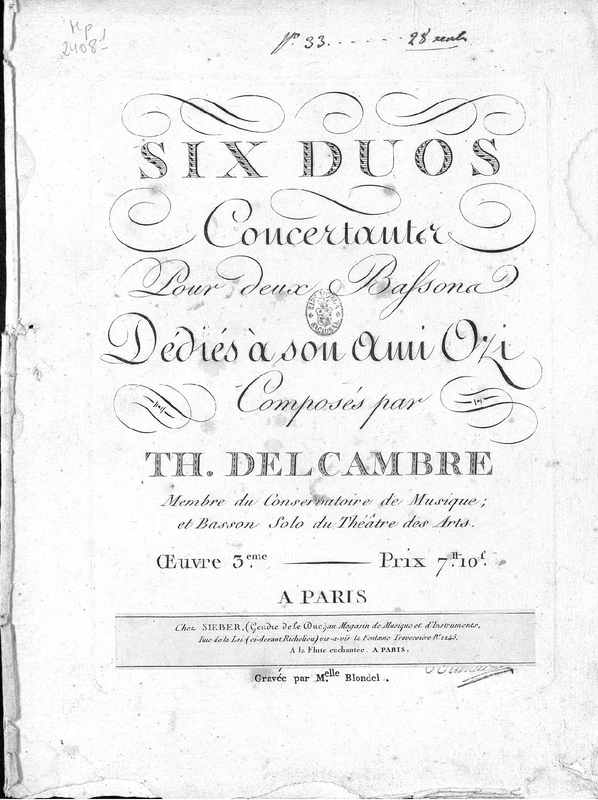 Mp
2408
Nº 33. . . . . . . 28 reals
SIX DUOS
Concertants
Pour deux Bassons
Dédiés à son Ami Ozi
Composés par
TH. DELCAMBRE
Membre du Conservatoire de Musique;
et Basson Solo du Théâtre des Arts.
Œuvre 3.eme ——— Prix 7.tt 10.s
A PARIS
Chez SIEBER, (Gendre de le Duc,) au Magasin de Musique et d'Instruments,
Rue de la Loi (ci-devant Richelieu) vis-à-vis la Fontaine Traversière Nº. 1245.
A la Flute enchantée. A PARIS.
Gravée par M.elle Blondel.